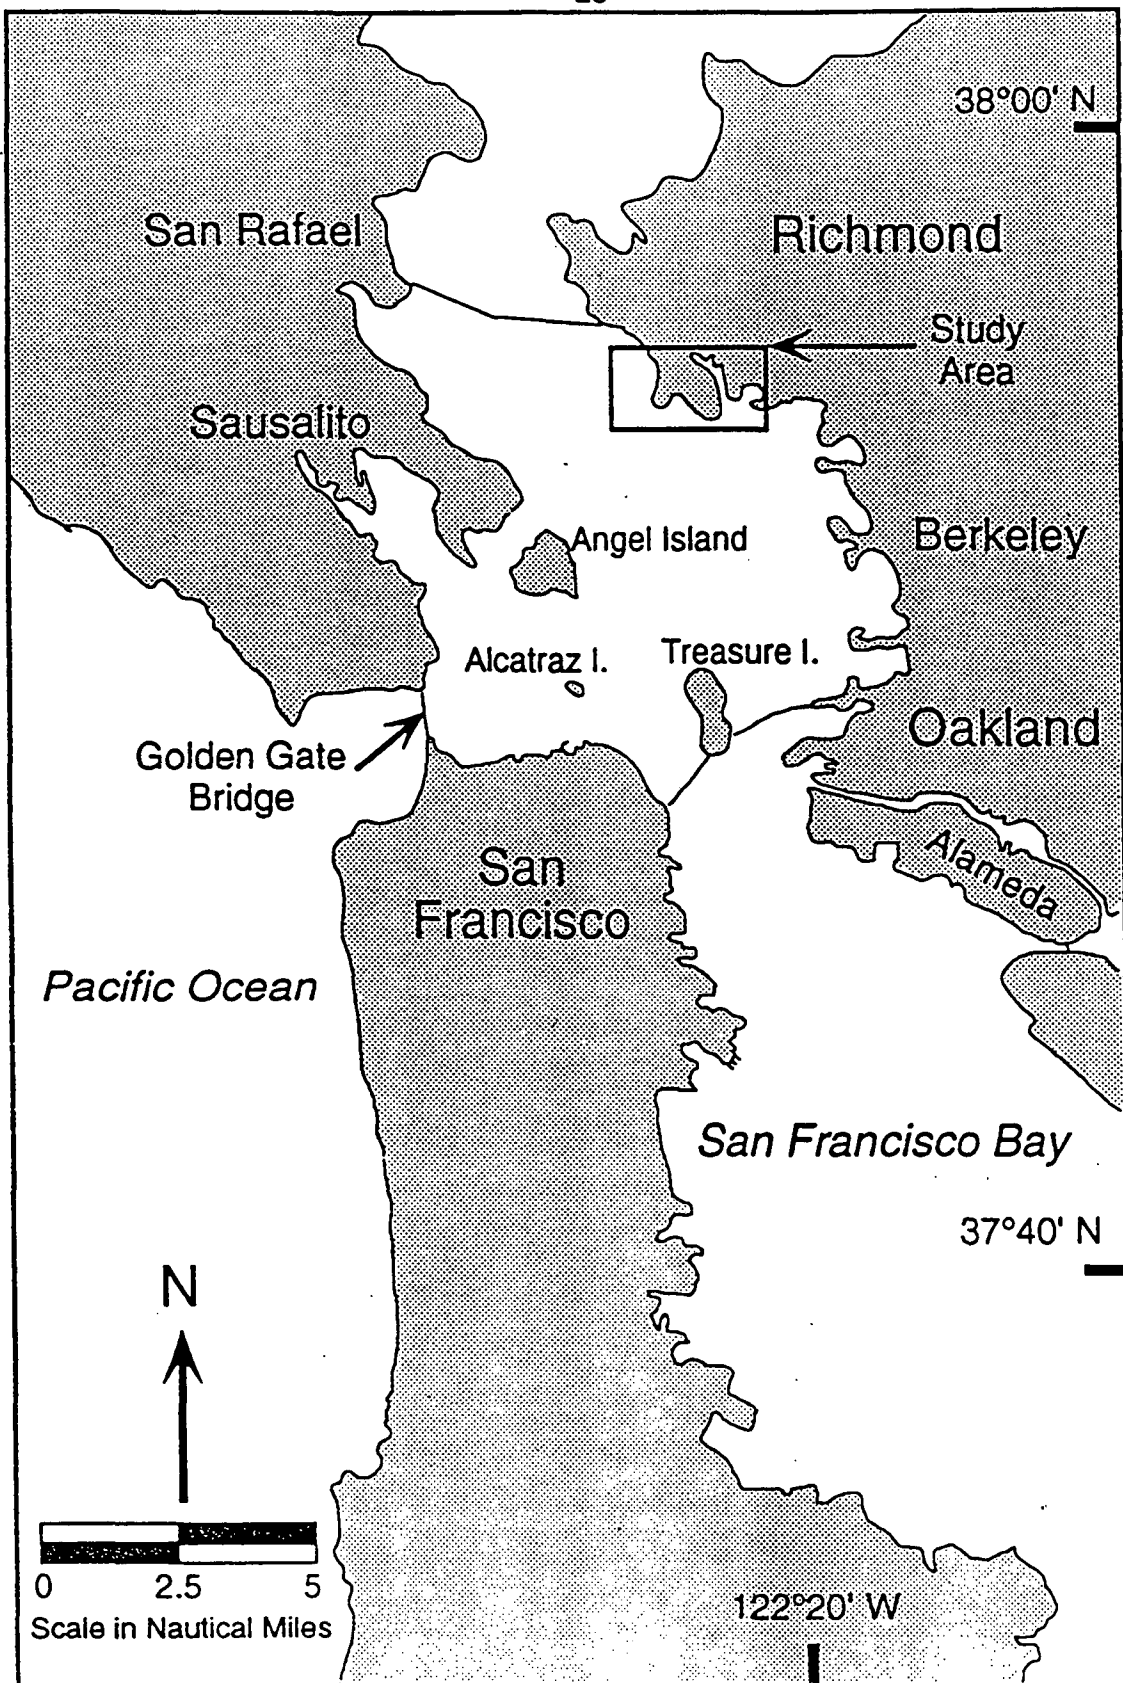 38°00' N
San Rafael
Richmond
Study
Area
Sausalito
Angel Island
Berkeley
Alcatraz I.
Treasure I.
Oakland
Golden Gate
Bridge
Alameda
San
Francisco
Pacific Ocean
San Francisco Bay
37°40' N
N
0 2.5 5
Scale in Nautical Miles
122°20' W